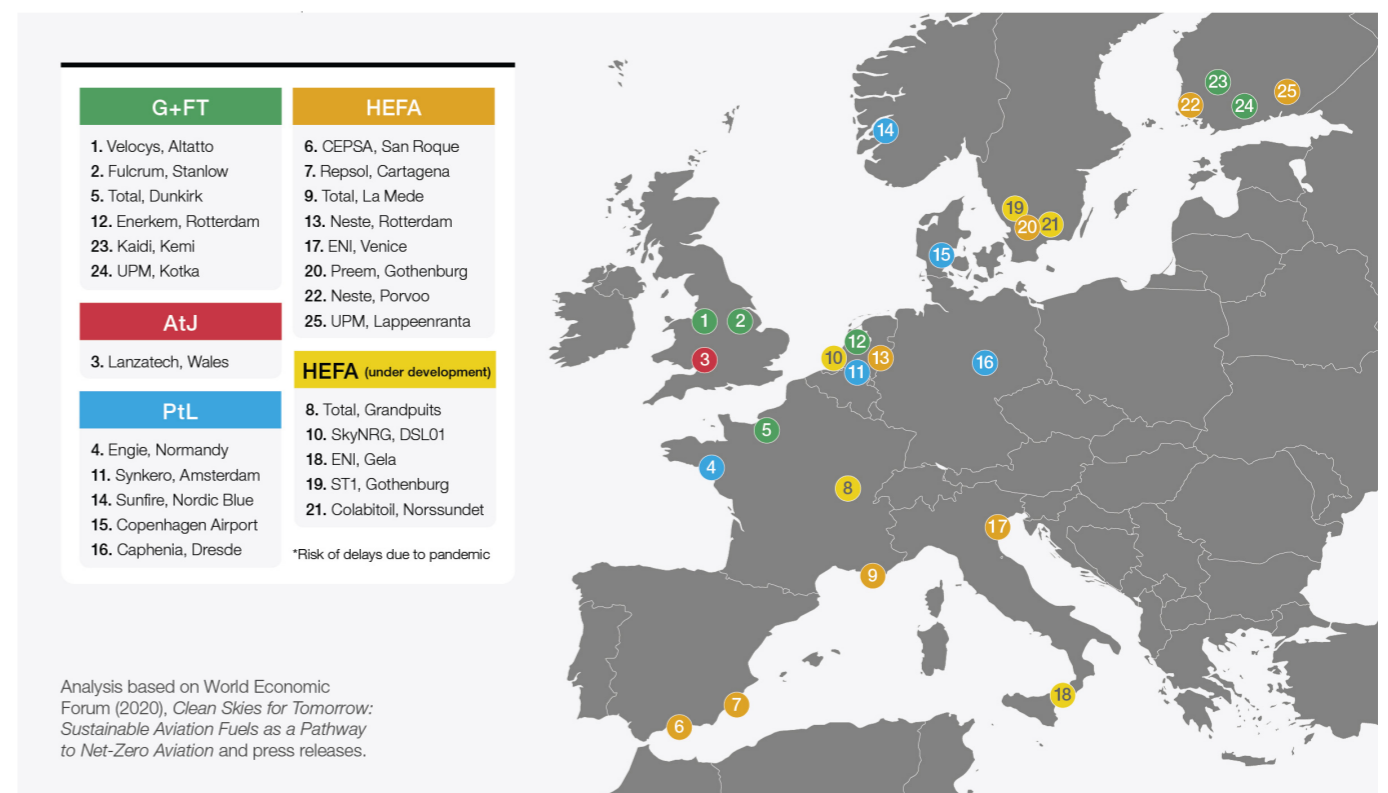 G+FT
1. Velocys, Altatto
2. Fulcrum, Stanlow
5. Total, Dunkirk
12. Enerkem, Rotterdam
23. Kaidi, Kemi
24. UPM, Kotka
AtJ
3. Lanzatech, Wales
PtL
4. Engie, Normandy
11. Synkero, Amsterdam
14. Sunfire, Nordic Blue
15. Copenhagen Airport
16. Caphenia, Dresde
HEFA
6. CEPSA, San Roque
7. Repsol, Cartagena
9. Total, La Mede
13. Neste, Rotterdam
17. ENI, Venice
20. Preem, Gothenburg
22. Neste, Porvoo
25. UPM, Lappeenranta
HEFA (under development)
8. Total, Grandpuits
10. SkyNRG, DSL01
18. ENI, Gela
19. ST1, Gothenburg
21. Colabitoil, Norssundet
*Risk of delays due to pandemic
Analysis based on World Economic
Forum (2020), Clean Skies for Tomorrow:
Sustainable Aviation Fuels as a Pathway
to Net-Zero Aviation and press releases.
23
25
22
24
14
19
21
20
15
1
2
12
10
13
3
11
16
5
4
8
17
9
18
7
6